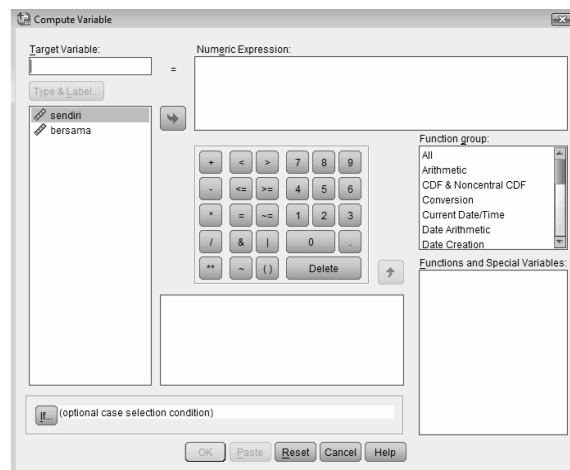 Compute Variable
Target Variable:
=
Numeric Expression:
Type & Label...
sendiri
bersama
+ < > 7 8 9
- <= >= 4 5 6
* = ~= 1 2 3
/ & | 0 .
** ~ ( ) Delete
Function group:
All
Arithmetic
CDF & Noncentral CDF
Conversion
Current Date/Time
Date Arithmetic
Date Creation
Functions and Special Variables:
If... (optional case selection condition)
OK Paste Reset Cancel Help